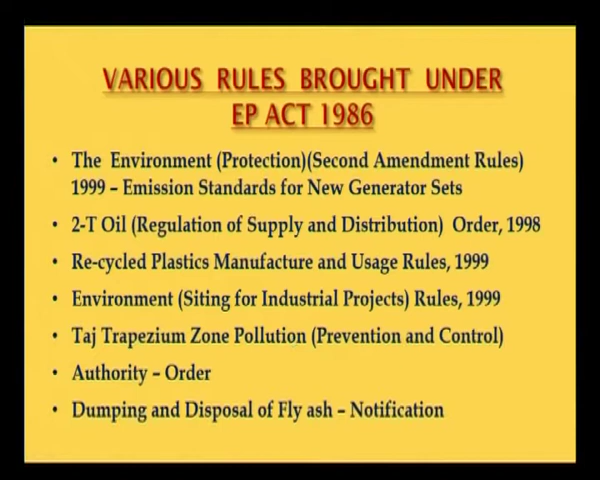 VARIOUS RULES BROUGHT UNDER
EP ACT 1986
• The Environment (Protection)(Second Amendment Rules)
1999 – Emission Standards for New Generator Sets
• 2-T Oil (Regulation of Supply and Distribution) Order, 1998
• Re-cycled Plastics Manufacture and Usage Rules, 1999
• Environment (Siting for Industrial Projects) Rules, 1999
• Taj Trapezium Zone Pollution (Prevention and Control)
• Authority – Order
• Dumping and Disposal of Fly ash – Notification